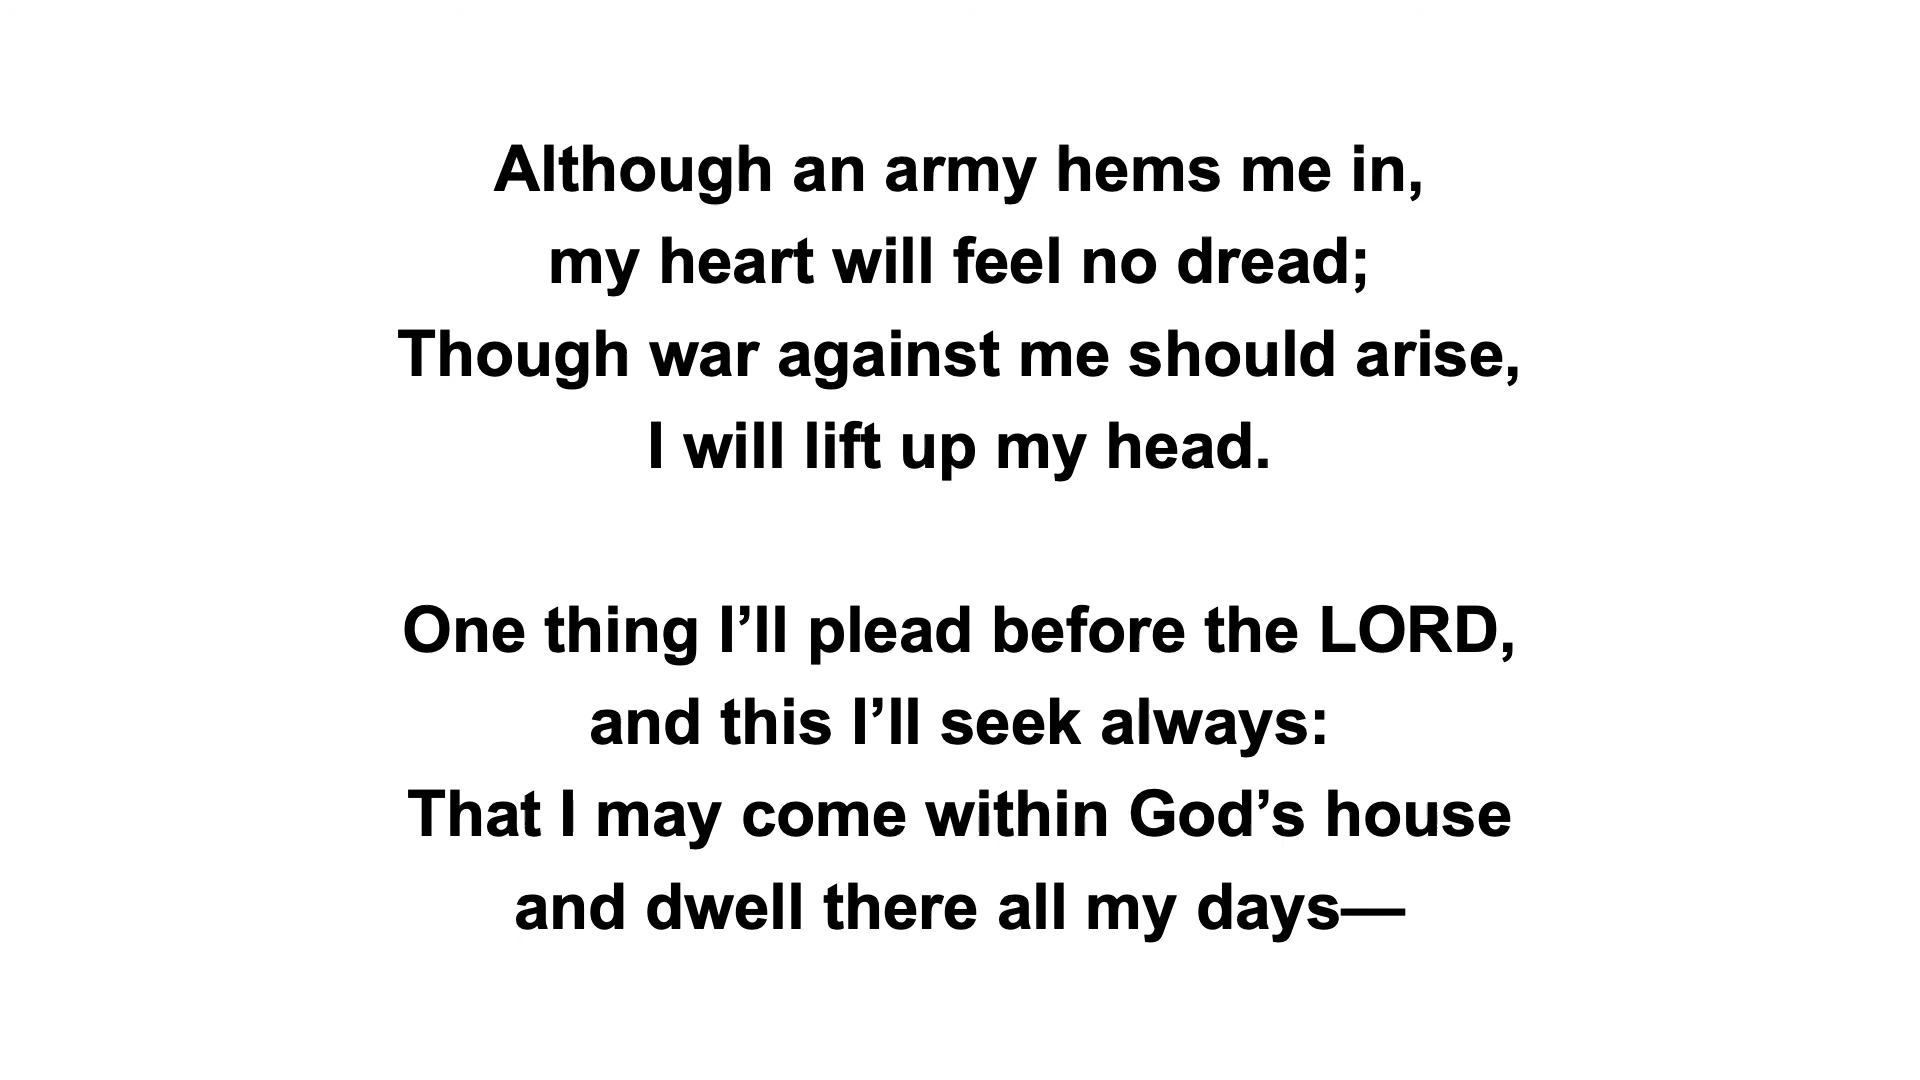 Although an army hems me in,
my heart will feel no dread;
Though war against me should arise,
I will lift up my head.
One thing I’ll plead before the LORD,
and this I’ll seek always:
That I may come within God’s house
and dwell there all my days—